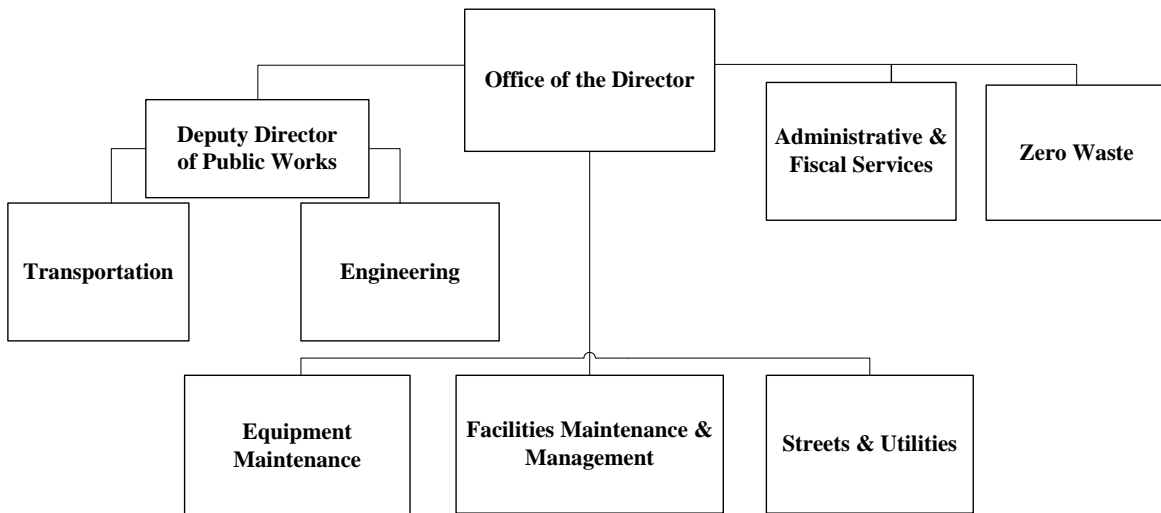 Office of the Director
Deputy Director
of Public Works
Administrative &
Fiscal Services
Zero Waste
Transportation
Engineering
Equipment
Maintenance
Facilities Maintenance &
Management
Streets & Utilities